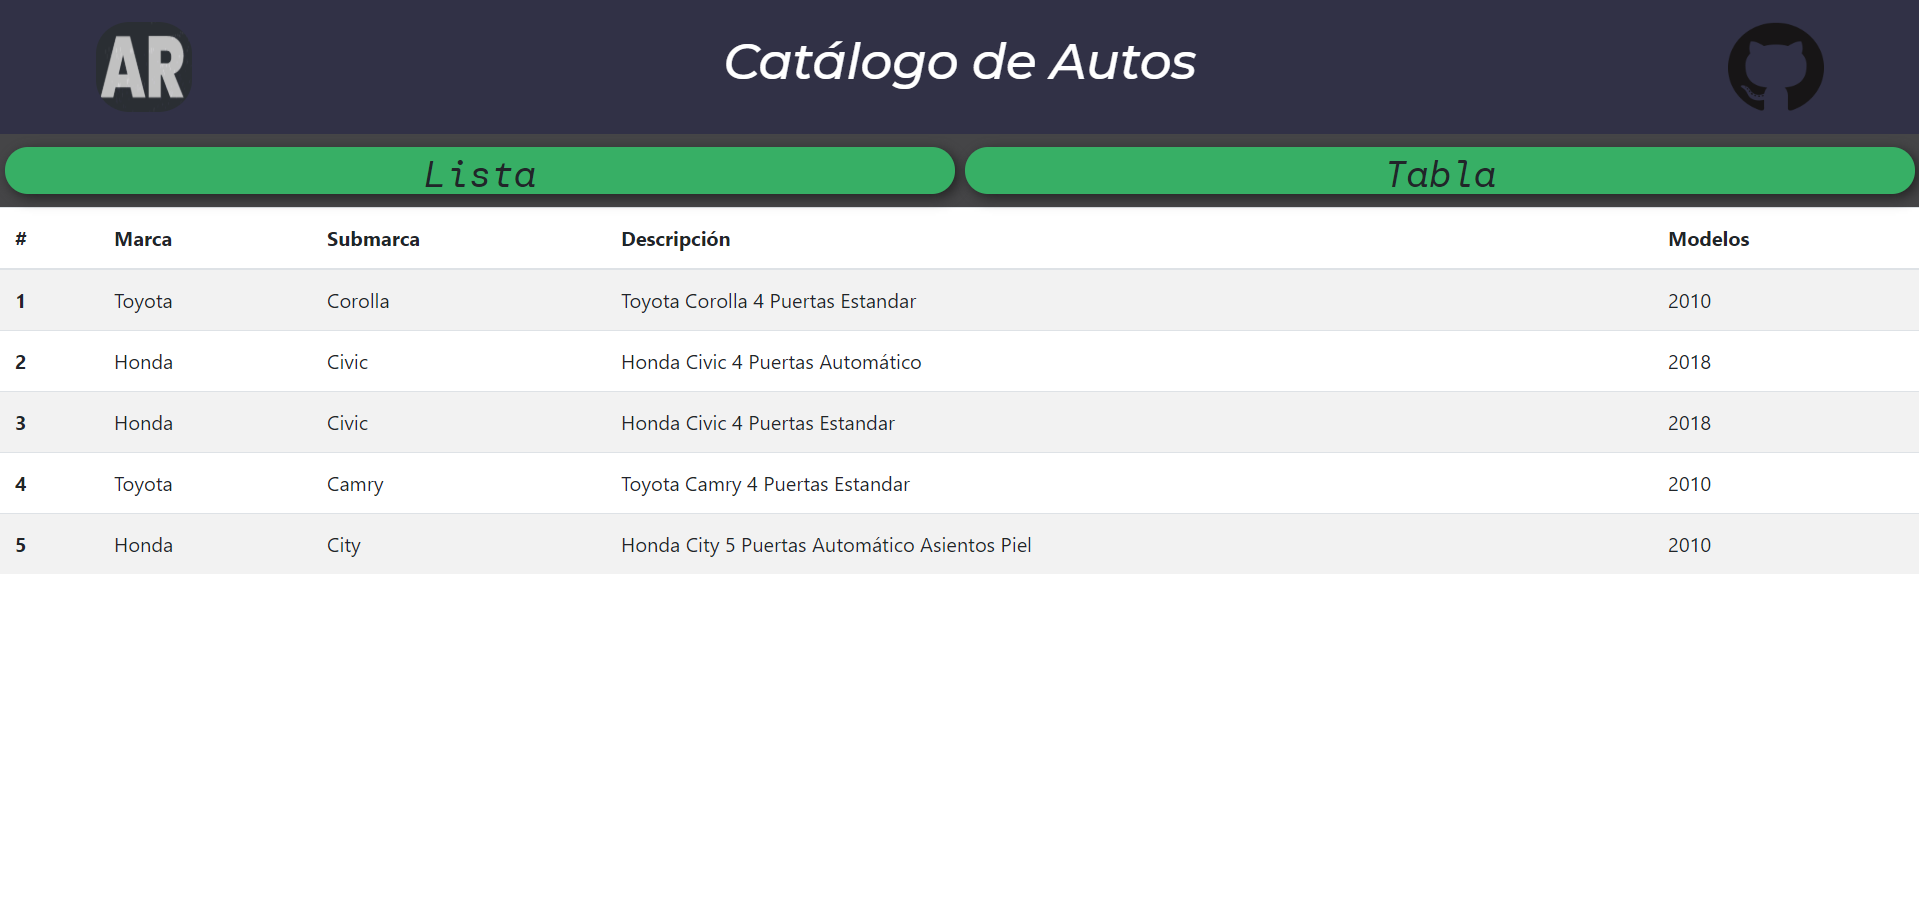 AR
Catálogo de Autos
Lista Tabla
# Marca Submarca Descripción Modelos
1 Toyota Corolla Toyota Corolla 4 Puertas Estandar 2010
2 Honda Civic Honda Civic 4 Puertas Automático 2018
3 Honda Civic Honda Civic 4 Puertas Estandar 2018
4 Toyota Camry Toyota Camry 4 Puertas Estandar 2010
5 Honda City Honda City 5 Puertas Automático Asientos Piel 2010